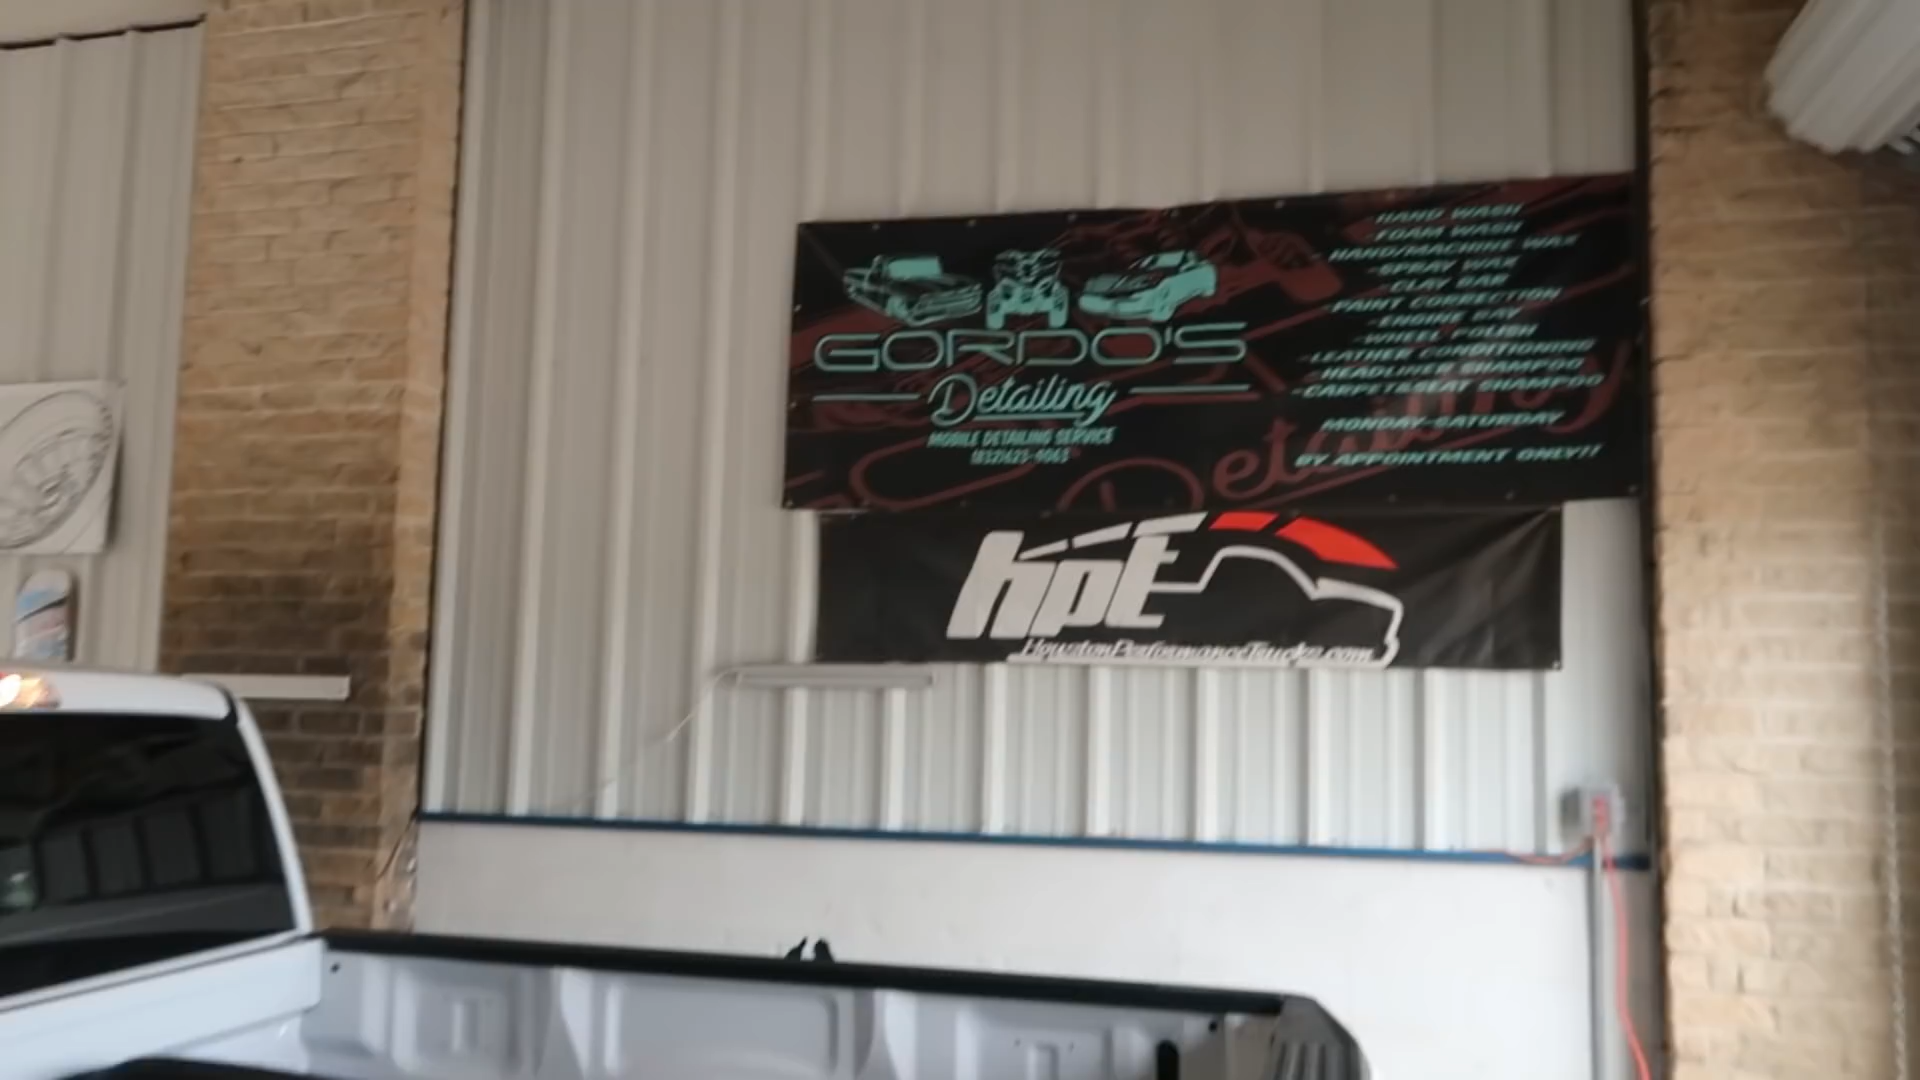 GORDO'S
Detailing
MOBILE DETAILING SERVICE
-HAND WASH
-FOAM WASH
-HAND/MACHINE WAX
-SPRAY WAX
-CLAY BAR
-PAINT CORRECTION
-ENGINE BAY
-WHEEL POLISH
-LEATHER CONDITIONING
-HEADLINER SHAMPOO
-CARPET&SEAT SHAMPOO
MONDAY-SATURDAY
BY APPOINTMENT ONLY!!
Detailing
hpt
HoustonPerformanceTrucks.com